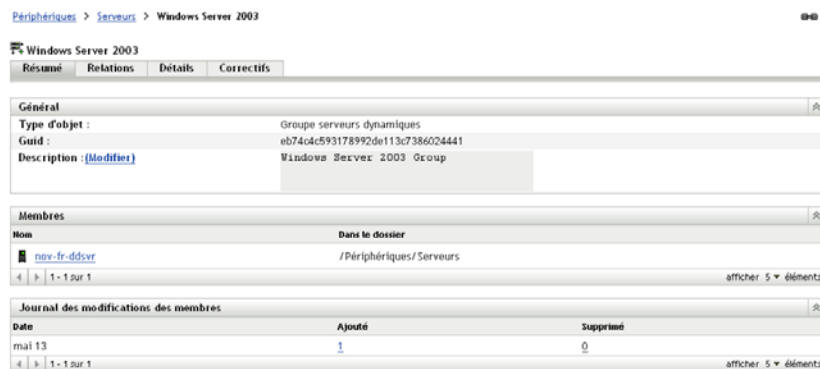 Périphériques > Serveurs > Windows Server 2003
Windows Server 2003
Résumé Relations Détails Correctifs
Général
Type d'objet : Groupe serveurs dynamiques
Guid : eb74c4c593178992de113c7386024441
Description :(Modifier) Windows Server 2003 Group
Membres
Nom Dans le dossier
nov-fr-ddsvr /Périphériques/Serveurs
1 - 1 sur 1 afficher 5 éléments
Journal des modifications des membres
Date Ajouté Supprimé
mai 13 1 0
1 - 1 sur 1 afficher 5 éléments